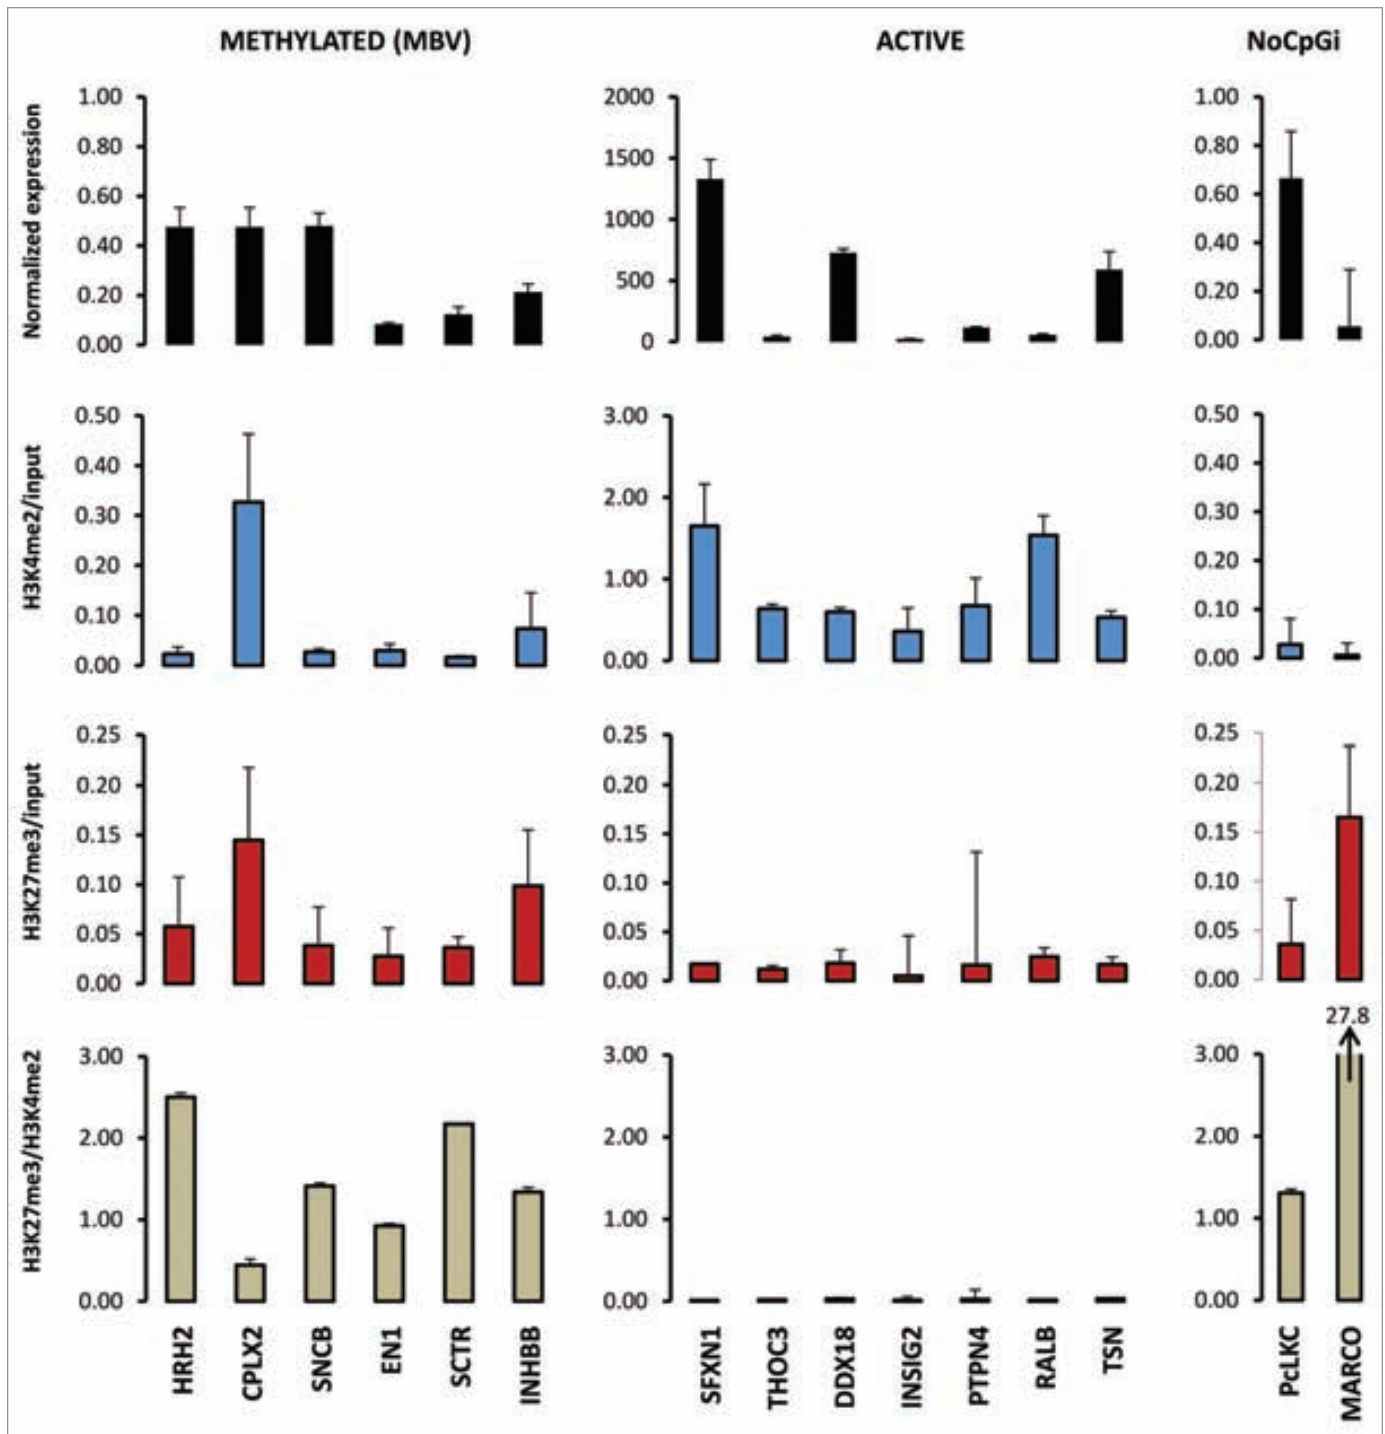 METHYLATED (MBV) ACTIVE NoCpGi
Normalized expression
1.00 2000 1.00
0.80 1500 0.80
0.60 1000 0.60
0.40 500 0.40
0.20 0 0.20
0.00 0.00
H3K4me2/input
0.50 3.00 0.50
0.40 2.00 0.40
0.30 1.00 0.30
0.20 0.00 0.20
0.10 0.10
0.00 0.00
H3K27me3/input
0.25 0.25 0.25
0.20 0.20 0.20
0.15 0.15 0.15
0.10 0.10 0.10
0.05 0.05 0.05
0.00 0.00 0.00
27.8
H3K27me3/H3K4me2
3.00 3.00 3.00
2.00 2.00 2.00
1.00 1.00 1.00
0.00 0.00 0.00
HRH2 CPLX2 SNCB EN1 SCTR INHBB SFXN1 THOC3 DDX18 INSIG2 PTPN4 RALB TSN PcLKC MARCO